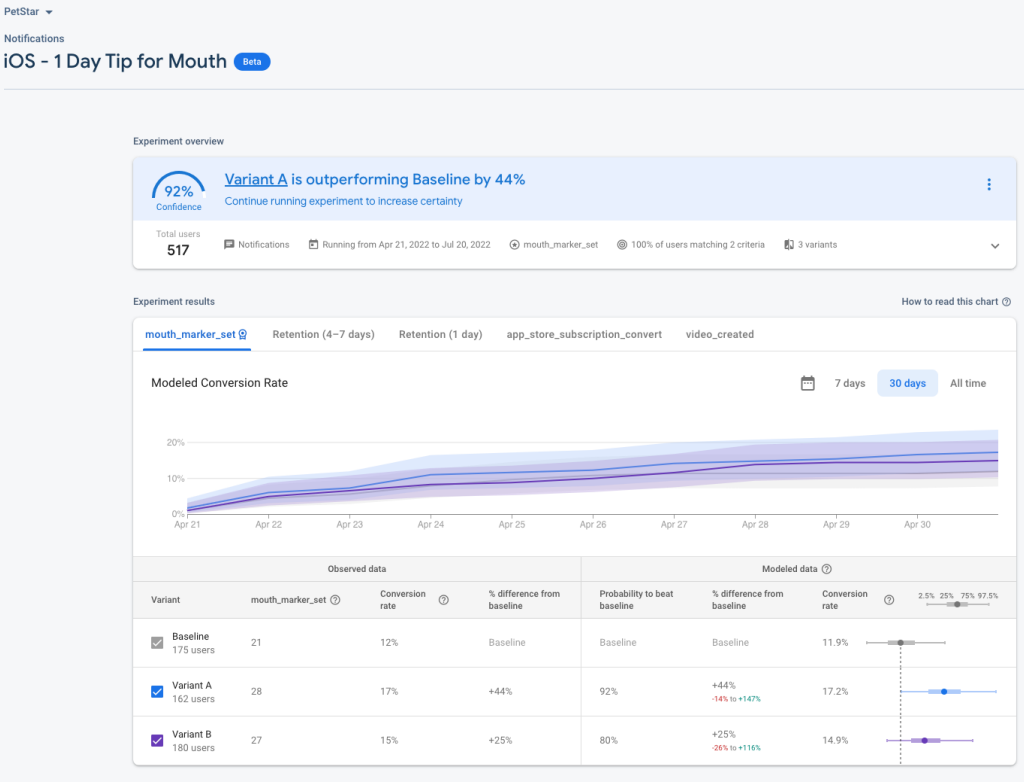 PetStar
Notifications
iOS - 1 Day Tip for Mouth Beta
Experiment overview
92%
Confidence
Variant A is outperforming Baseline by 44%
Continue running experiment to increase certainty
Total users
517
Notifications
Running from Apr 21, 2022 to Jul 20, 2022
mouth_marker_set
100% of users matching 2 criteria
3 variants
Experiment results
How to read this chart
mouth_marker_set Retention (4–7 days) Retention (1 day) app_store_subscription_convert video_created
Modeled Conversion Rate
7 days 30 days All time
20%
10%
0%
Apr 21 Apr 22 Apr 23 Apr 24 Apr 25 Apr 26 Apr 27 Apr 28 Apr 29 Apr 30
Observed data Modeled data
Variant
mouth_marker_set
Conversion
rate
% difference from
baseline
Probability to beat
baseline
% difference from
baseline
Conversion
rate
2.5% 25% 75% 97.5%
Baseline
175 users
21 12% Baseline Baseline Baseline 11.9%
Variant A
162 users
28 17% +44% 92% +44%
-14% to +147%
17.2%
Variant B
180 users
27 15% +25% 80% +25%
-26% to +116%
14.9%